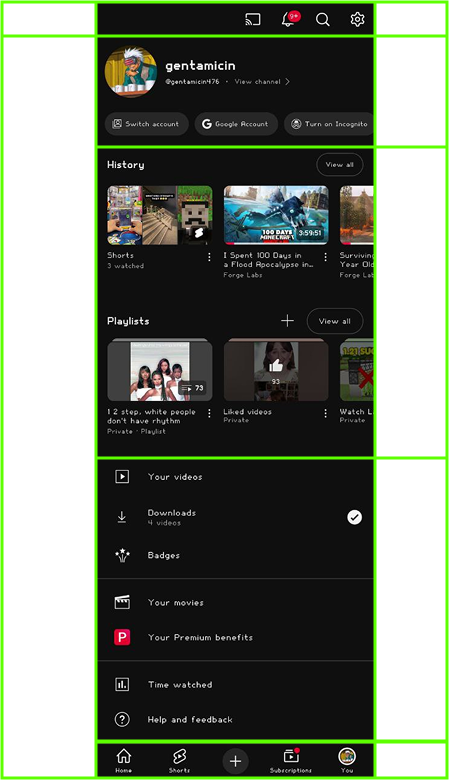 9+
gentamicin
@gentamicin476 • View channel
Switch account
Google Account
Turn on Incognito
History
View all
100 DAYS
MINECRAFT
3:59:51
Shorts
3 watched
I Spent 100 Days in
a Flood Apocalypse in...
Forge Labs
Surviving
Year Old
Forge Lab
Playlists
View all
73
93
1 2 step, white people
don't have rhythm
Private • Playlist
Liked videos
Private
Watch L
Private
Your videos
Downloads
4 videos
Badges
Your movies
P
Your Premium benefits
Time watched
Help and feedback
Home
Shorts
Subscriptions
You